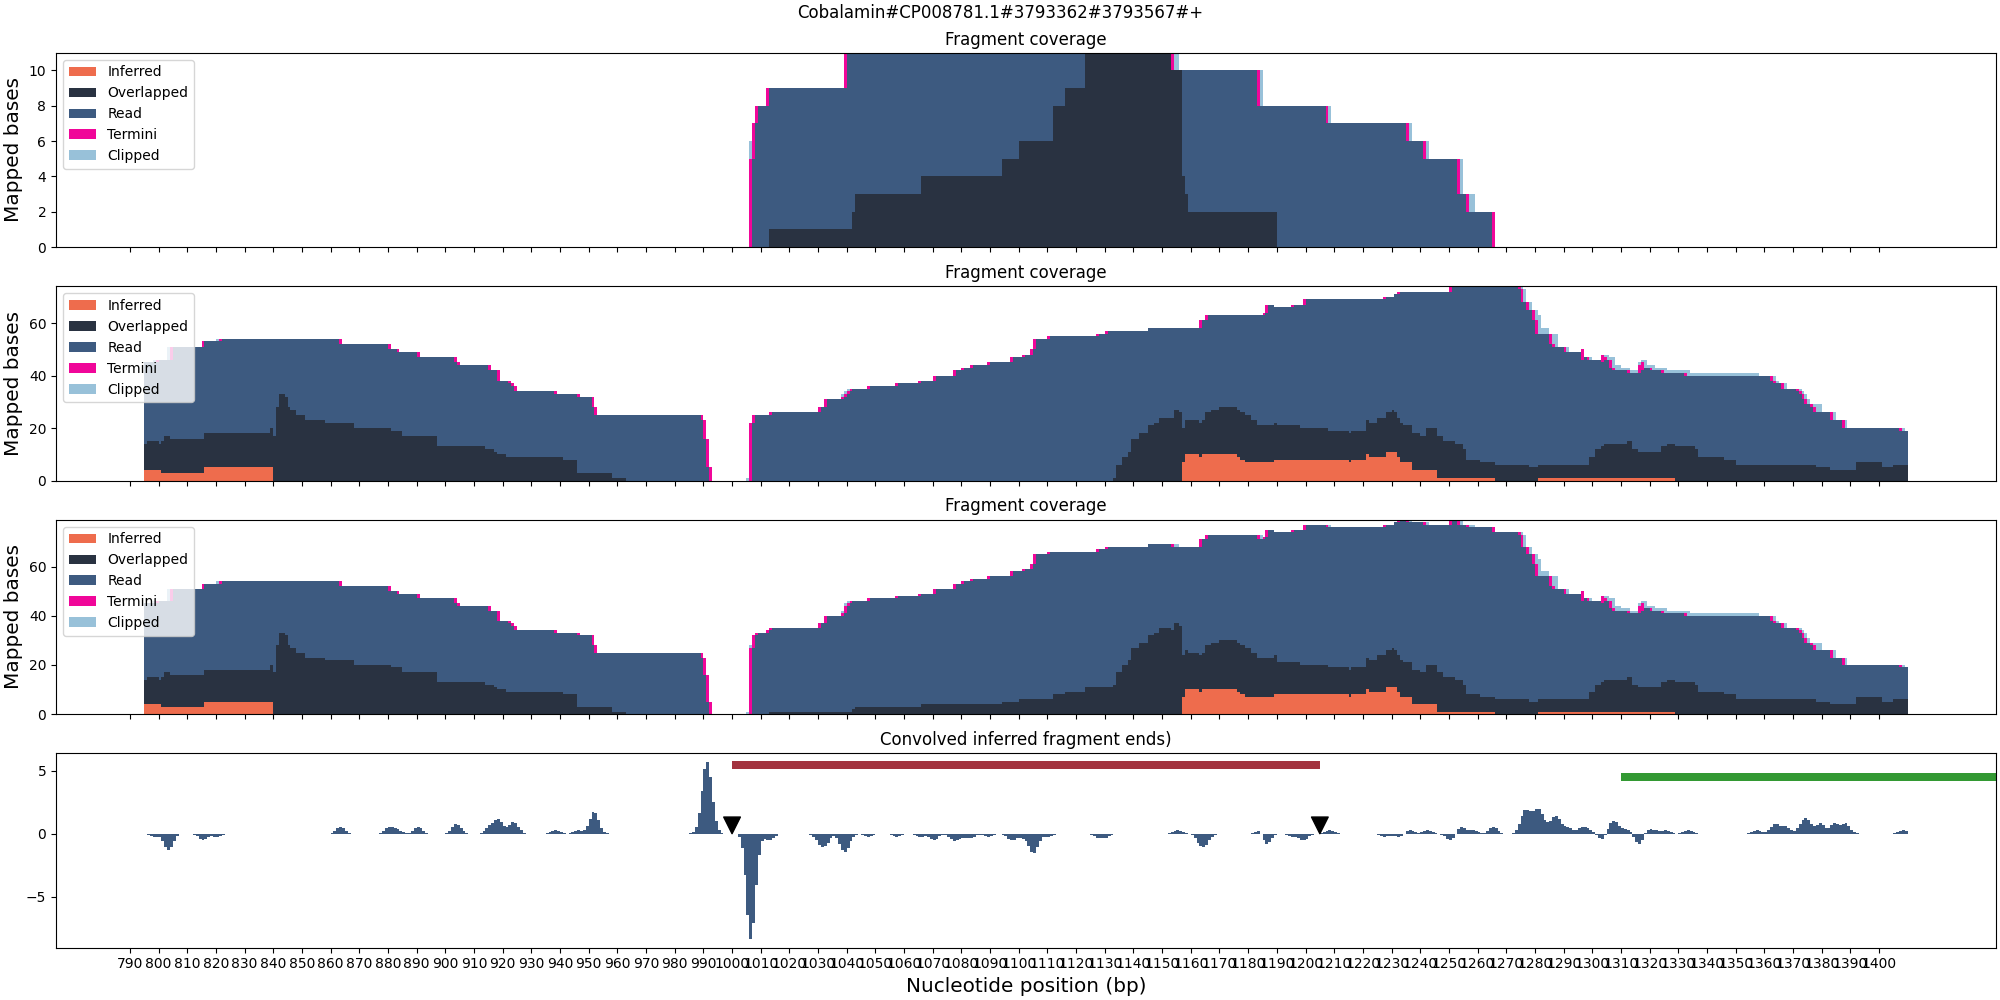 Cobalamin#CP008781.1#3793362#3793567#+
Fragment coverage
Mapped bases
10
8
6
4
2
0
Inferred
Overlapped
Read
Termini
Clipped
Fragment coverage
Mapped bases
60
40
20
0
Inferred
Overlapped
Read
Termini
Clipped
Fragment coverage
Mapped bases
60
40
20
0
Inferred
Overlapped
Read
Termini
Clipped
Convolved inferred fragment ends)
5
0
−5
790 800 810 820 830 840 850 860 870 880 890 900 910 920 930 940 950 960 970 980 990 1000 1010 1020 1030 1040 1050 1060 1070 1080 1090 1100 1110 1120 1130 1140 1150 1160 1170 1180 1190 1200 1210 1220 1230 1240 1250 1260 1270 1280 1290 1300 1310 1320 1330 1340 1350 1360 1370 1380 1390 1400
Nucleotide position (bp)